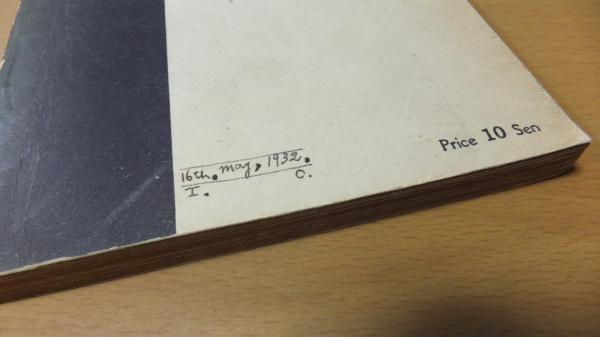 16th. may, 1932.
I. O.
Price 10 Sen